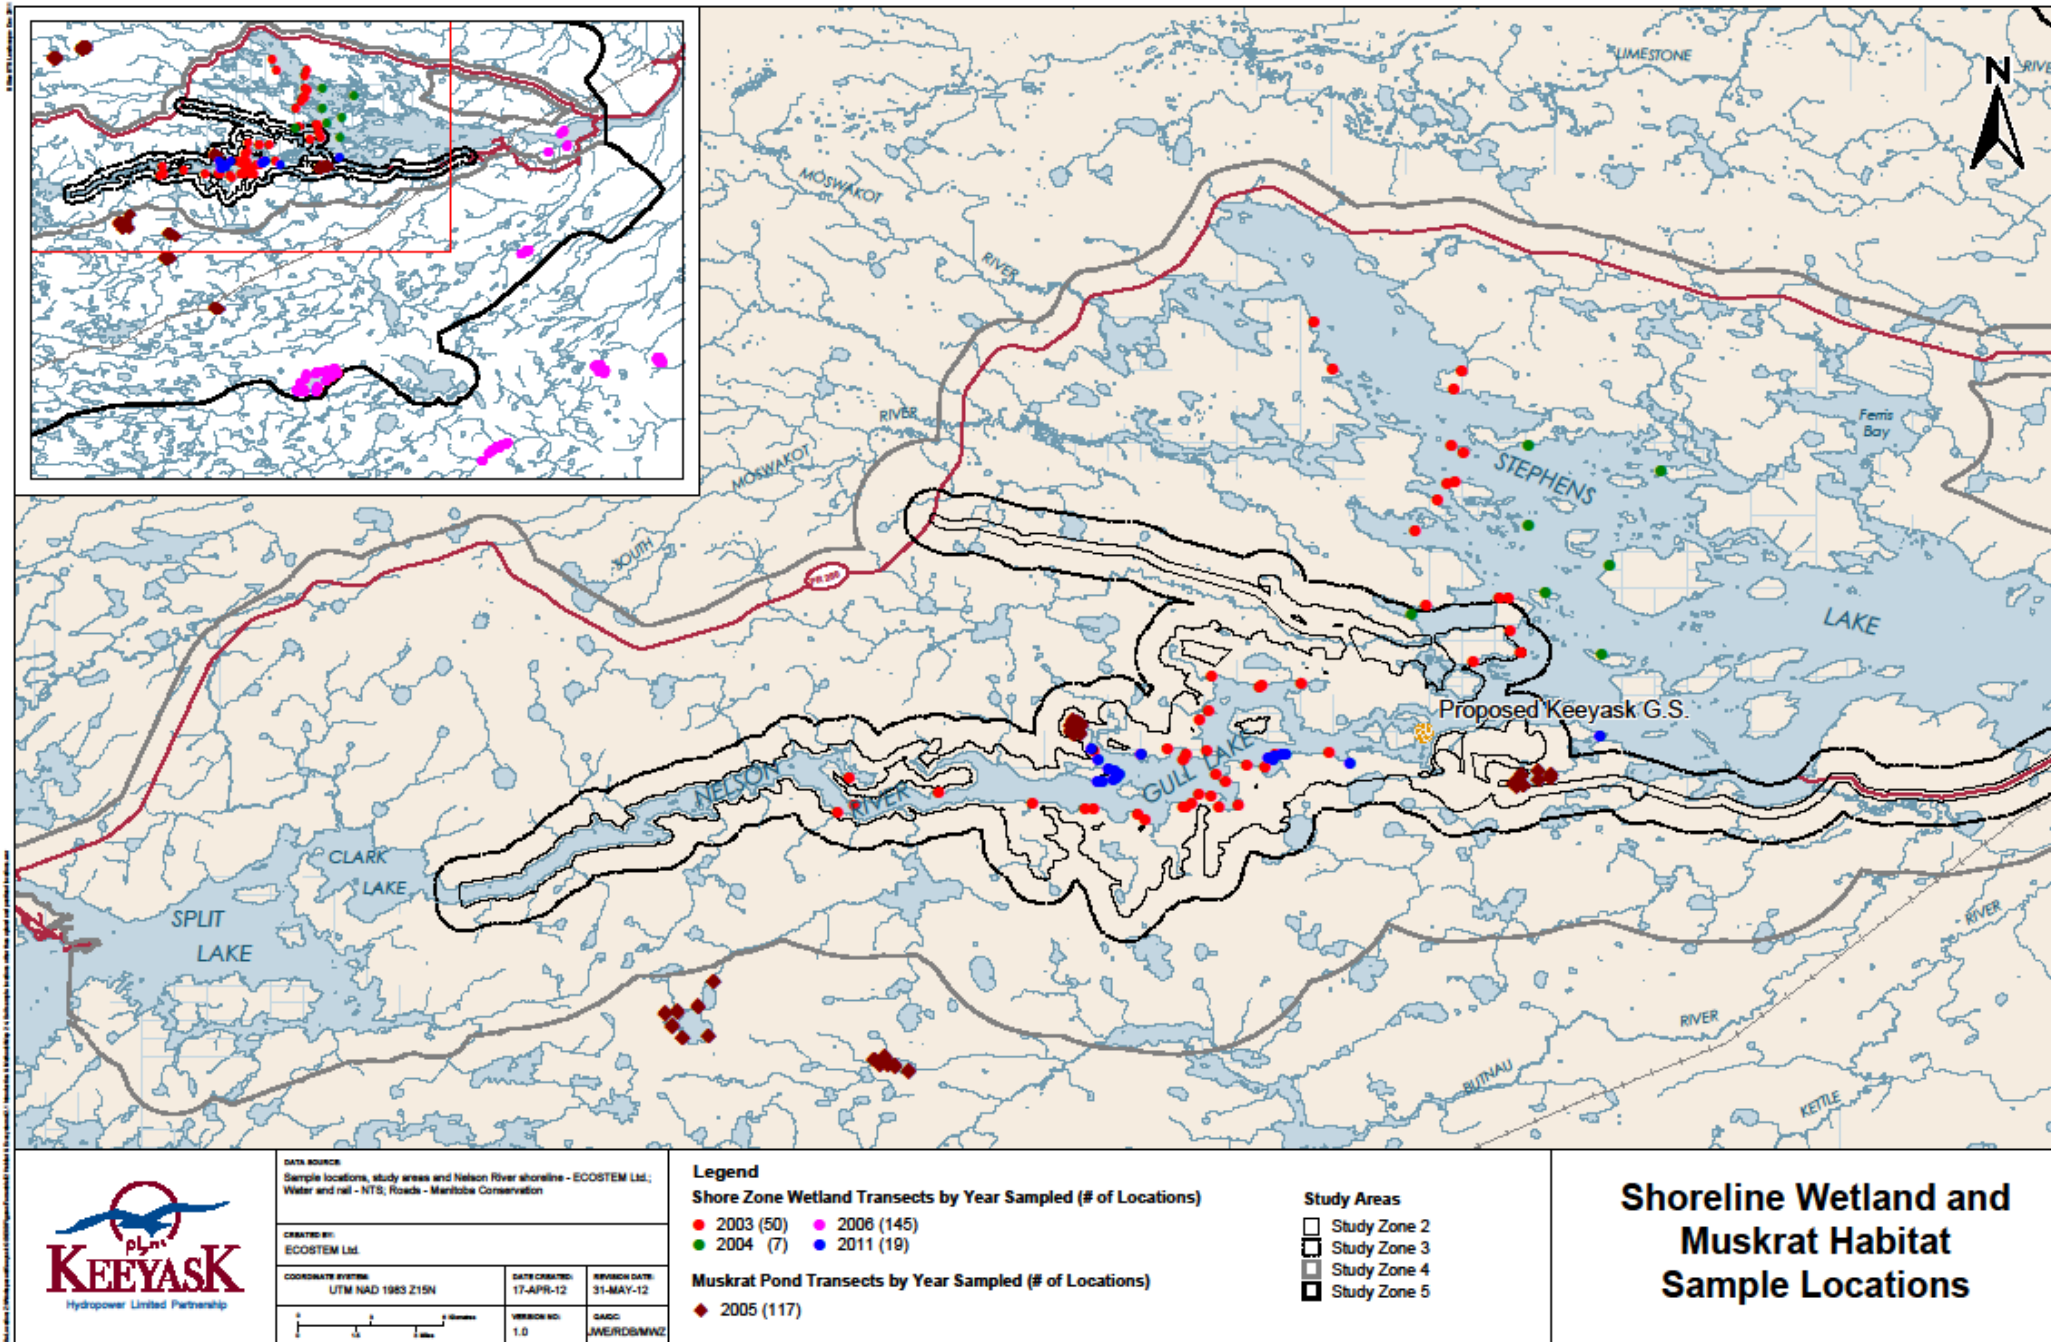 LIMESTONE
RIVER
N
MOSWAKOT
RIVER
RIVER
MOSWAKOT
SOUTH
PR 280
Ferris
Bay
STEPHENS
LAKE
Proposed Keeyask G.S.
NELSON
RIVER
GULL LAKE
CLARK
LAKE
SPLIT
LAKE
RIVER
RIVER
BUTNAU
KETTLE
KEEYASK
Hydropower Limited Partnership
DATA SOURCE:
Sample locations, study areas and Nelson River shoreline - ECOSTEM Ltd.;
Water and rail - NTS; Roads - Manitoba Conservation
CREATED BY:
ECOSTEM Ltd.
COORDINATE SYSTEM:
UTM NAD 1983 Z15N
DATE CREATED:
17-APR-12
REVISION DATE:
31-MAY-12
VERSION NO:
1.0
QA/QC:
JWE/RDB/MWZ
Legend
Shore Zone Wetland Transects by Year Sampled (# of Locations)
2003 (50)
2006 (145)
2004 (7)
2011 (19)
Muskrat Pond Transects by Year Sampled (# of Locations)
2005 (117)
Study Areas
Study Zone 2
Study Zone 3
Study Zone 4
Study Zone 5
Shoreline Wetland and
Muskrat Habitat
Sample Locations